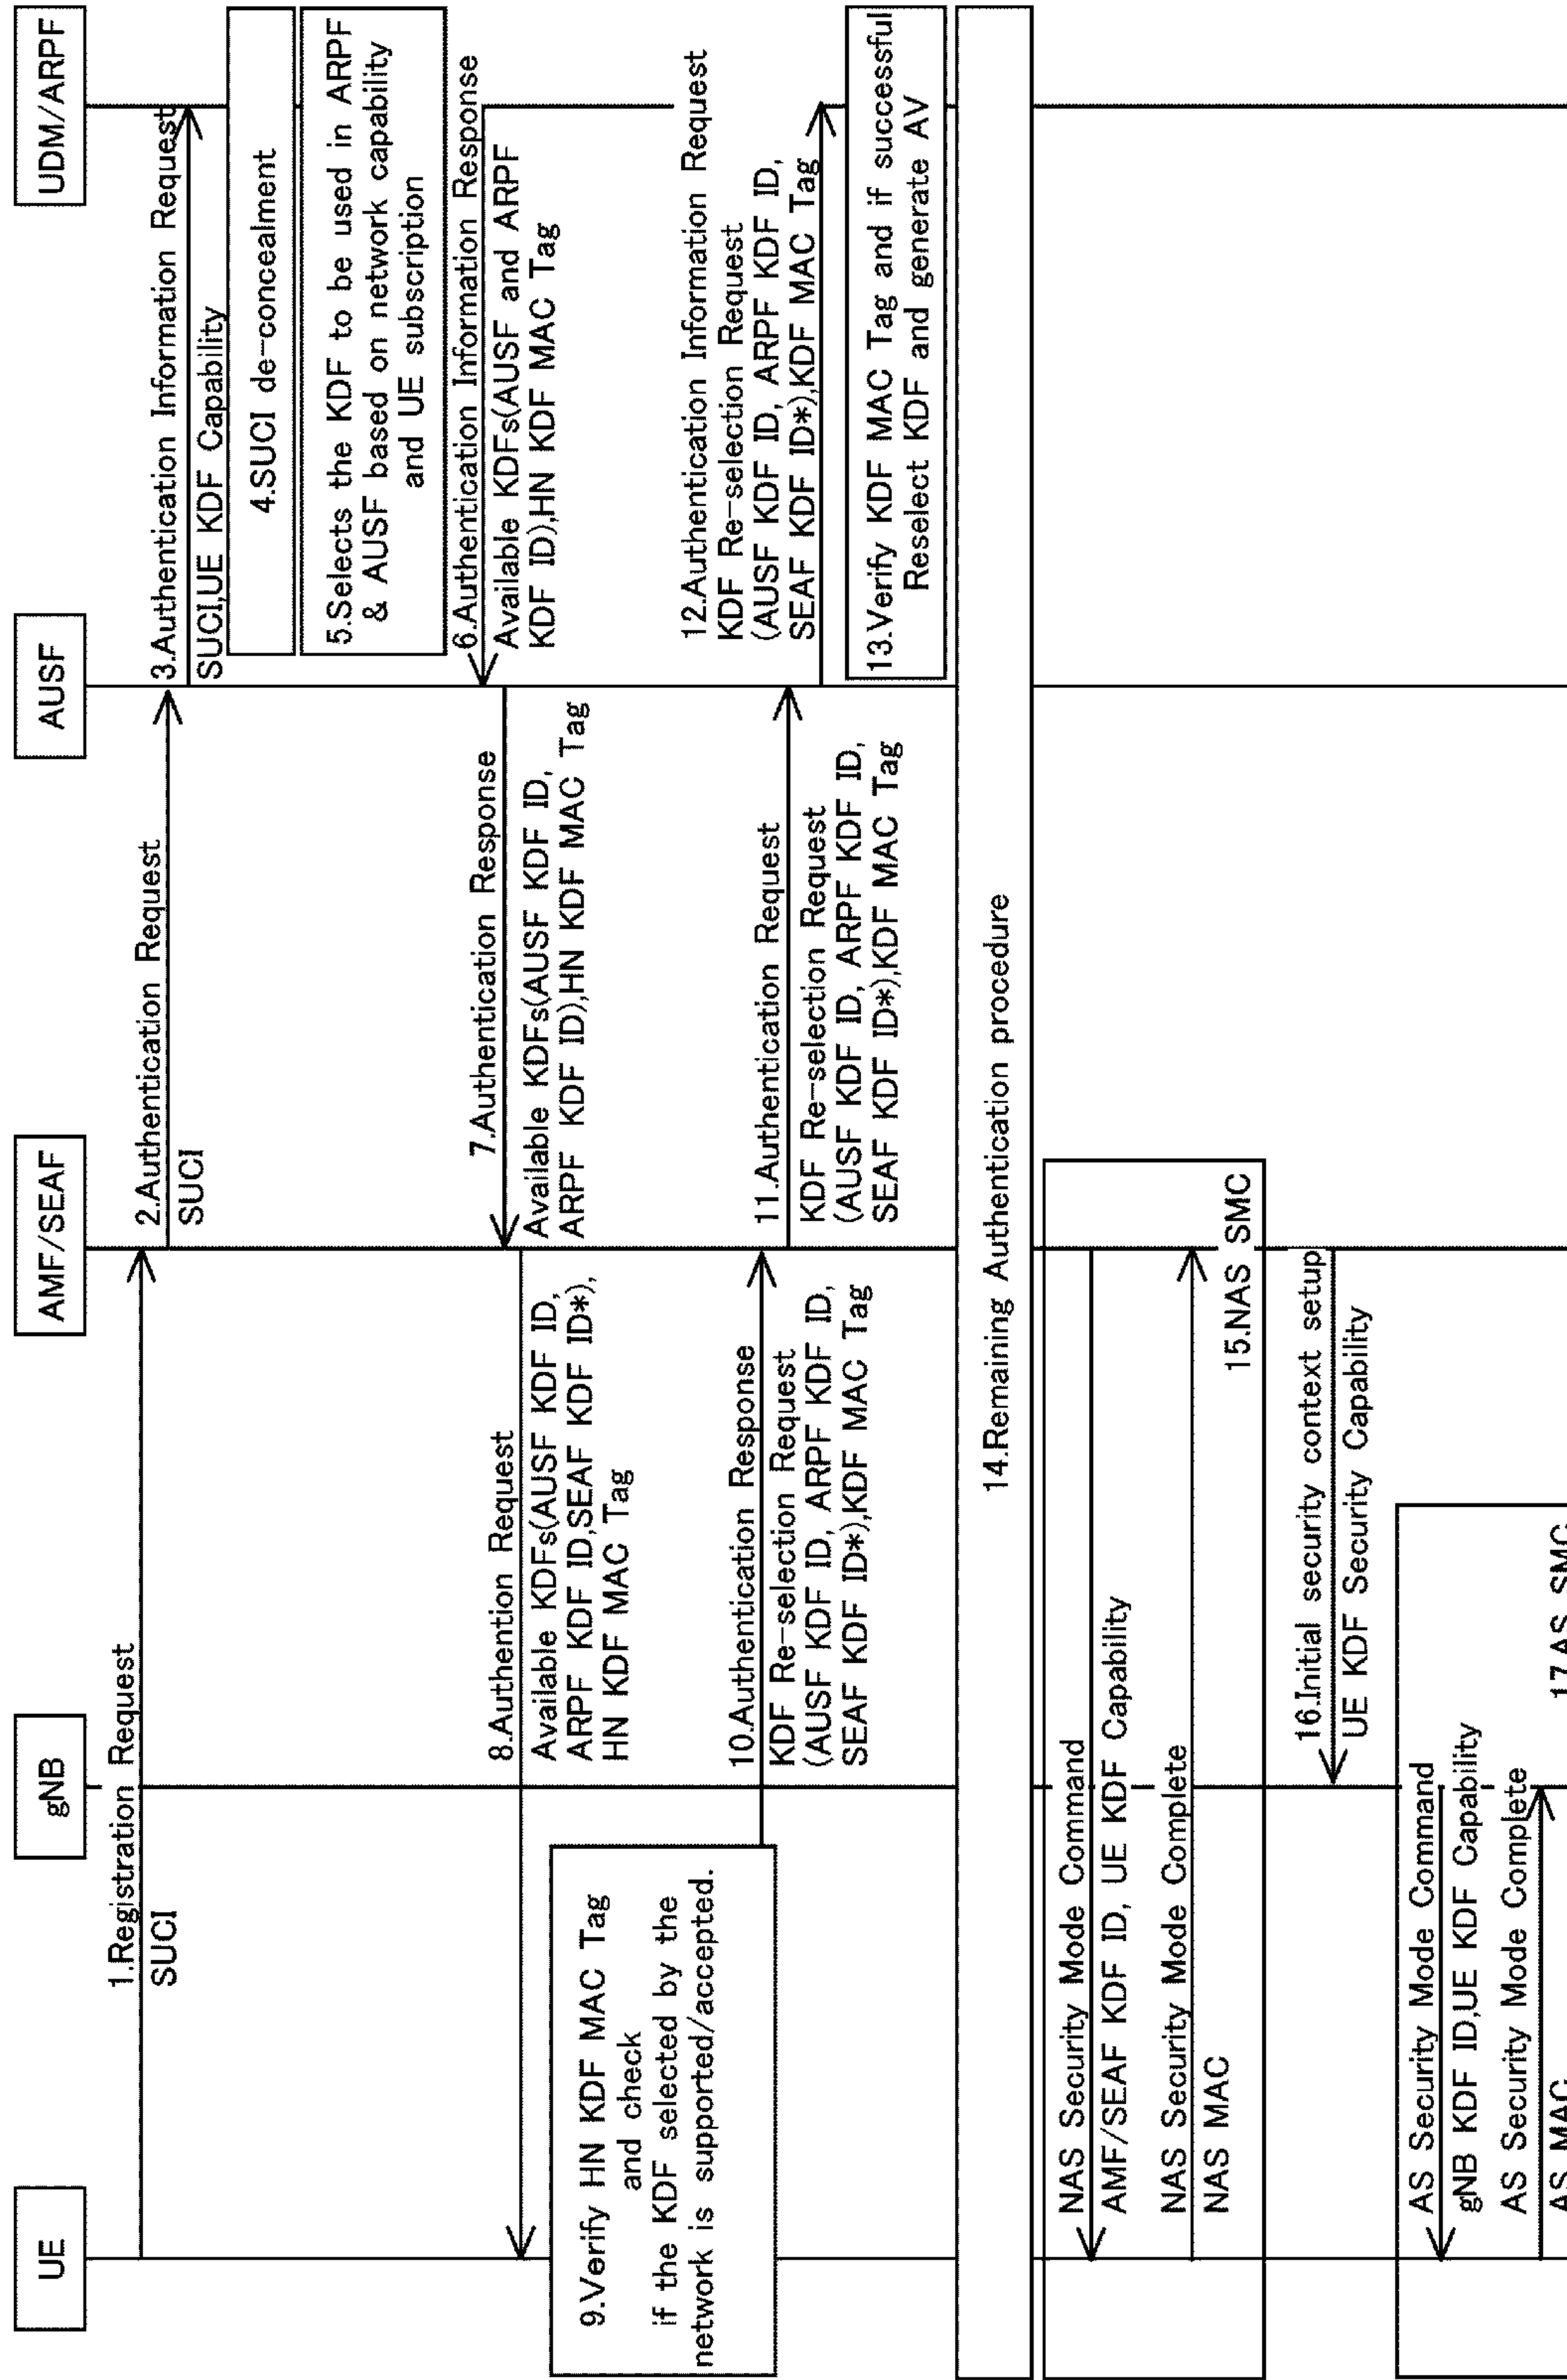 UE
gNB
AMF/SEAF
AUSF
UDM/ARPF
1.Registration Request
SUCI
2.Authentication Request
SUCI
3.Authentication Information Request
SUCI,UE KDF Capability
4.SUCI de-concealment
5.Selects the KDF to be used in ARPF
& AUSF based on network capability
and UE subscription
6.Authentication Information Response
Available KDFs(AUSF and ARPF
KDF ID),HN KDF MAC Tag
7.Authentication Response
Available KDFs(AUSF KDF ID,
ARPF KDF ID),HN KDF MAC Tag
8.Authention Request
Available KDFs(AUSF KDF ID,
ARPF KDF ID,SEAF KDF ID*),
HN KDF MAC Tag
9.Verify HN KDF MAC Tag
and check
if the KDF selected by the
network is supported/accepted.
10.Authentication Response
KDF Re-selection Request
(AUSF KDF ID, ARPF KDF ID,
SEAF KDF ID*),KDF MAC Tag
11.Authentication Request
KDF Re-selection Request
(AUSF KDF ID, ARPF KDF ID,
SEAF KDF ID*),KDF MAC Tag
12.Authentication Information Request
KDF Re-selection Request
(AUSF KDF ID, ARPF KDF ID,
SEAF KDF ID*),KDF MAC Tag
13.Verify KDF MAC Tag and if successful
Reselect KDF and generate AV
14.Remaining Authentication procedure
NAS Security Mode Command
AMF/SEAF KDF ID, UE KDF Capability
NAS Security Mode Complete
NAS MAC
15.NAS SMC
16.Initial security context setup
UE KDF Security Capability
AS Security Mode Command
gNB KDF ID,UE KDF Capability
AS Security Mode Complete
AS MAC
17.AS SMC